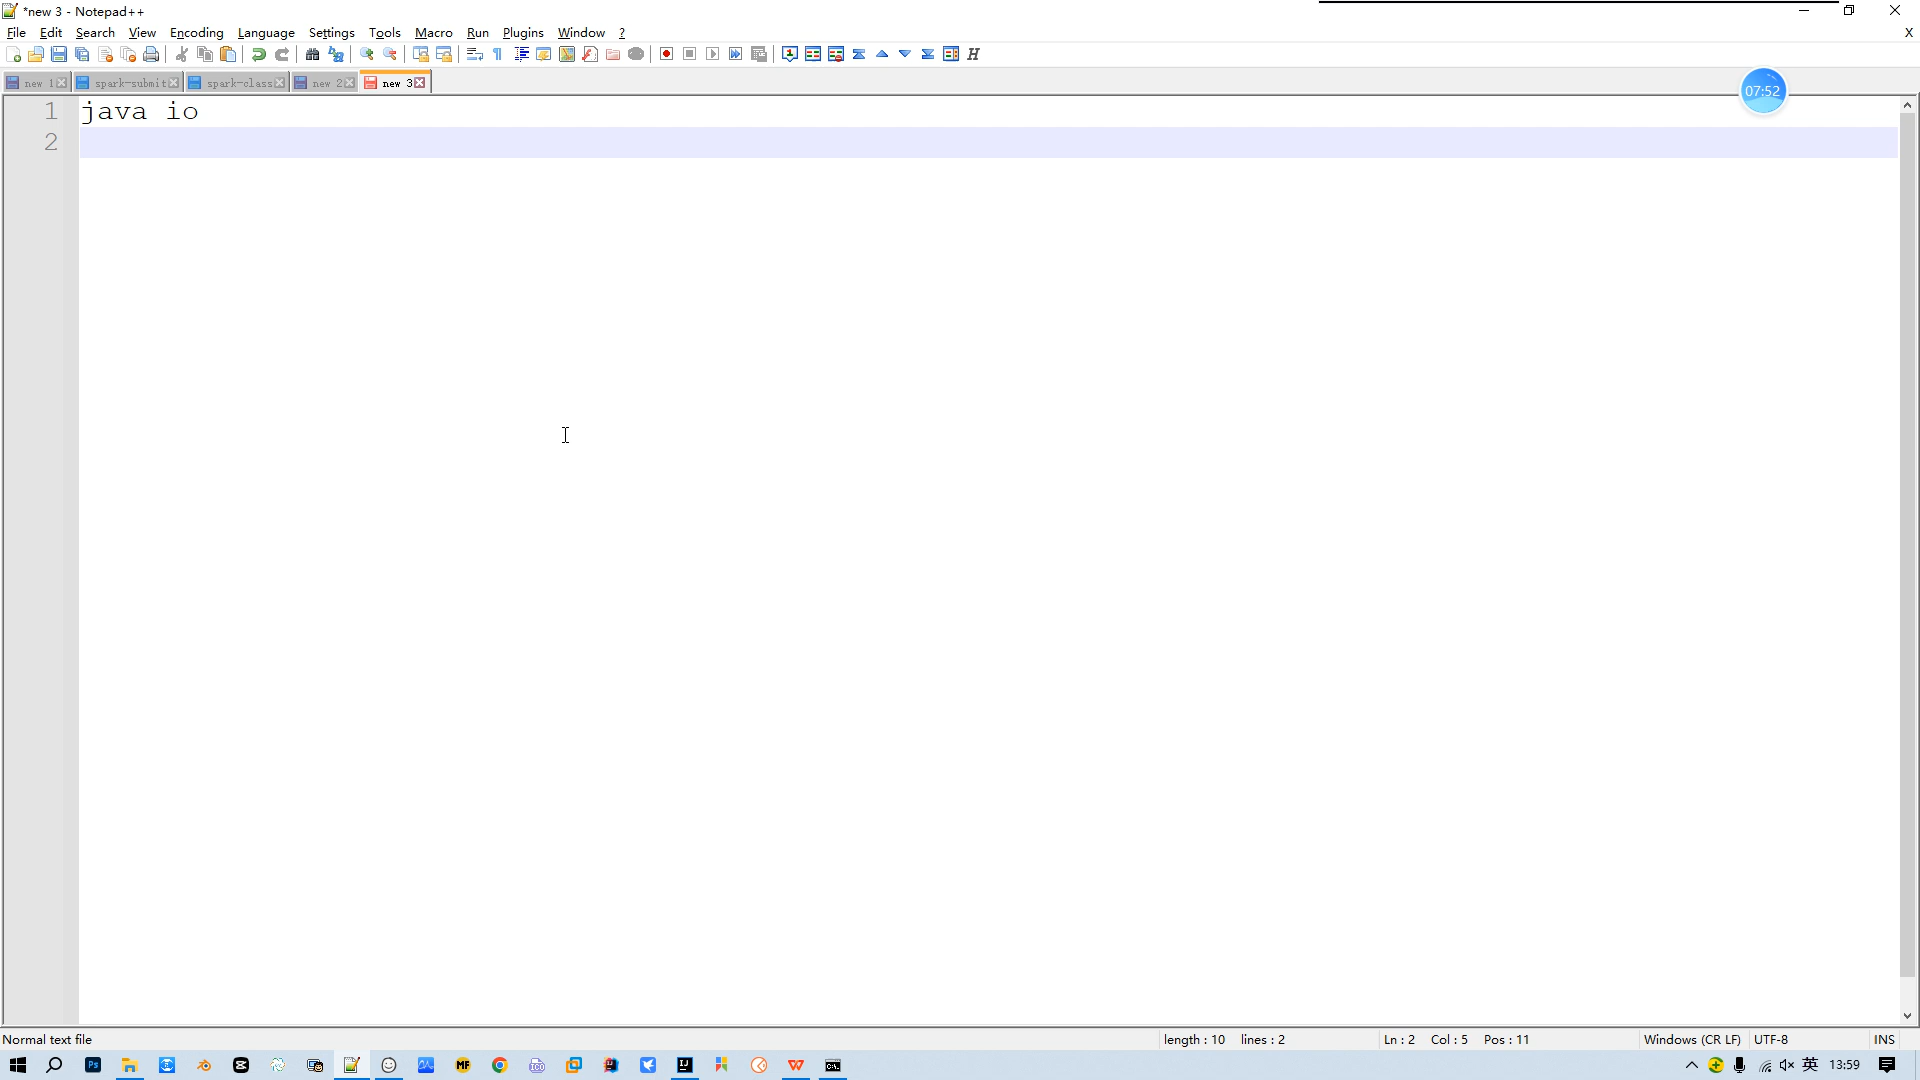 *new 3 - Notepad++
File Edit Search View Encoding Language Settings Tools Macro Run Plugins Window ? X
new 1 spark-submit spark-class new 2 new 3
07:52
1 java io
2
Normal text file length : 10 lines : 2 Ln : 2 Col : 5 Pos : 11 Windows (CR LF) UTF-8 INS
英 13:59